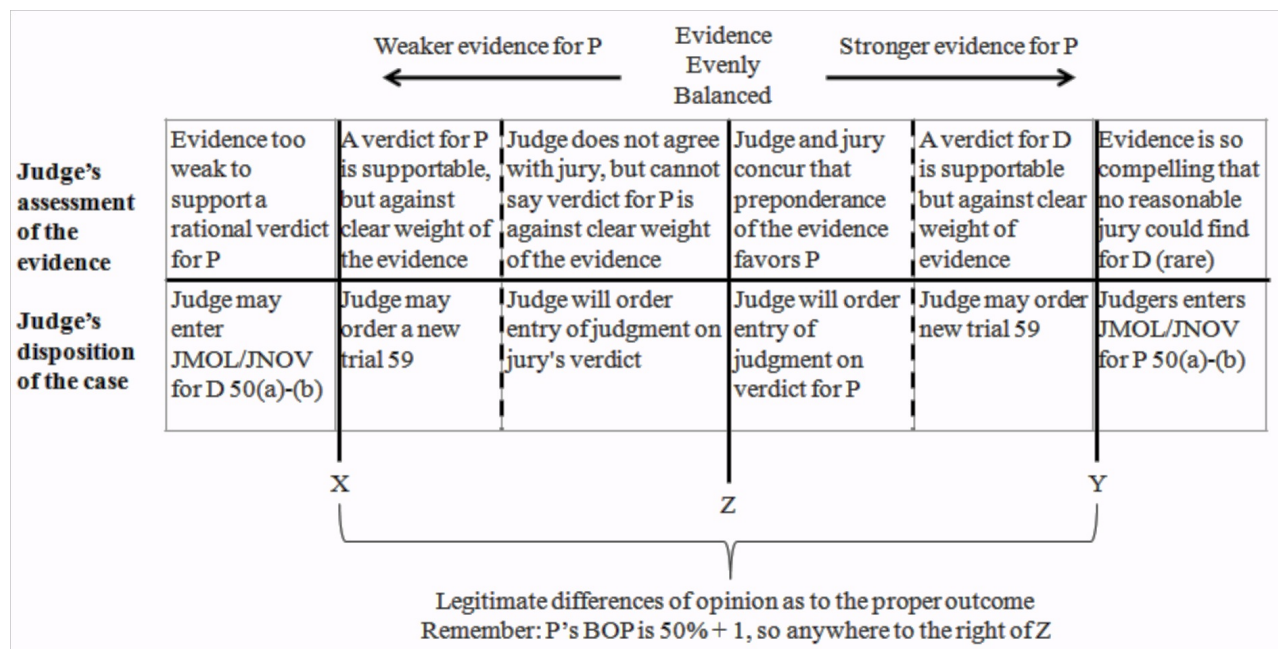 Weaker evidence for P
Evidence
Evenly
Balanced
Stronger evidence for P
Judge's
assessment
of the
evidence
Evidence too
weak to
support a
rational verdict
for P
A verdict for P
is supportable,
but against
clear weight of
the evidence
Judge does not agree
with jury, but cannot
say verdict for P is
against clear weight
of the evidence
Judge and jury
concur that
preponderance
of the evidence
favors P
A verdict for D
is supportable
but against clear
weight of
evidence
Evidence is so
compelling that
no reasonable
jury could find
for D (rare)
Judge's
disposition
of the case
Judge may
enter
JMOL/JNOV
for D 50(a)-(b)
Judge may
order a new
trial 59
Judge will order
entry of judgment on
jury's verdict
Judge will order
entry of
judgment on
verdict for P
Judge may order
new trial 59
Judgers enters
JMOL/JNOV
for P 50(a)-(b)
X
Z
Y
Legitimate differences of opinion as to the proper outcome
Remember: P's BOP is 50% + 1, so anywhere to the right of Z